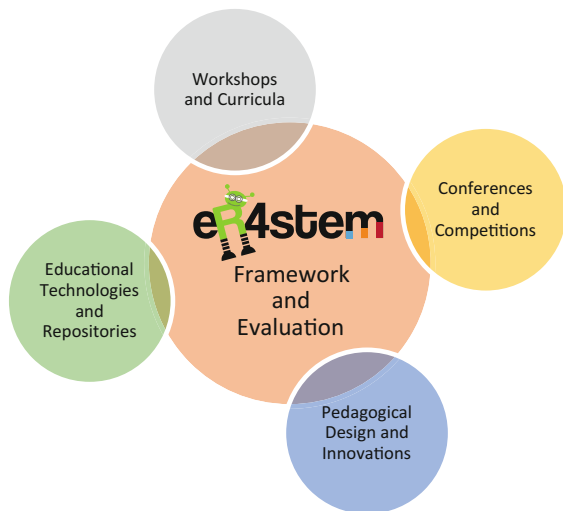 Workshops
and Curricula
Conferences
and
Competitions
eR4stem
Framework
and
Evaluation
Educational
Technologies
and
Repositories
Pedagogical
Design and
Innovations